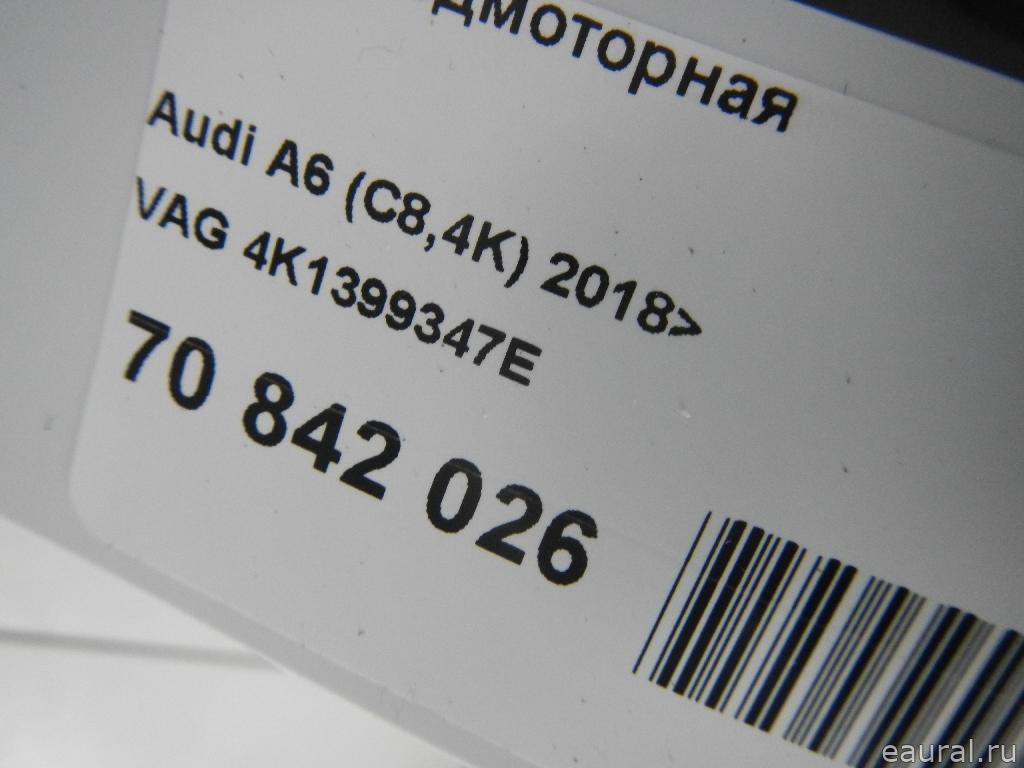 дмоторная
Audi A6 (C8,4K) 2018>
VAG 4K1399347E
70 842 026
eaural.ru